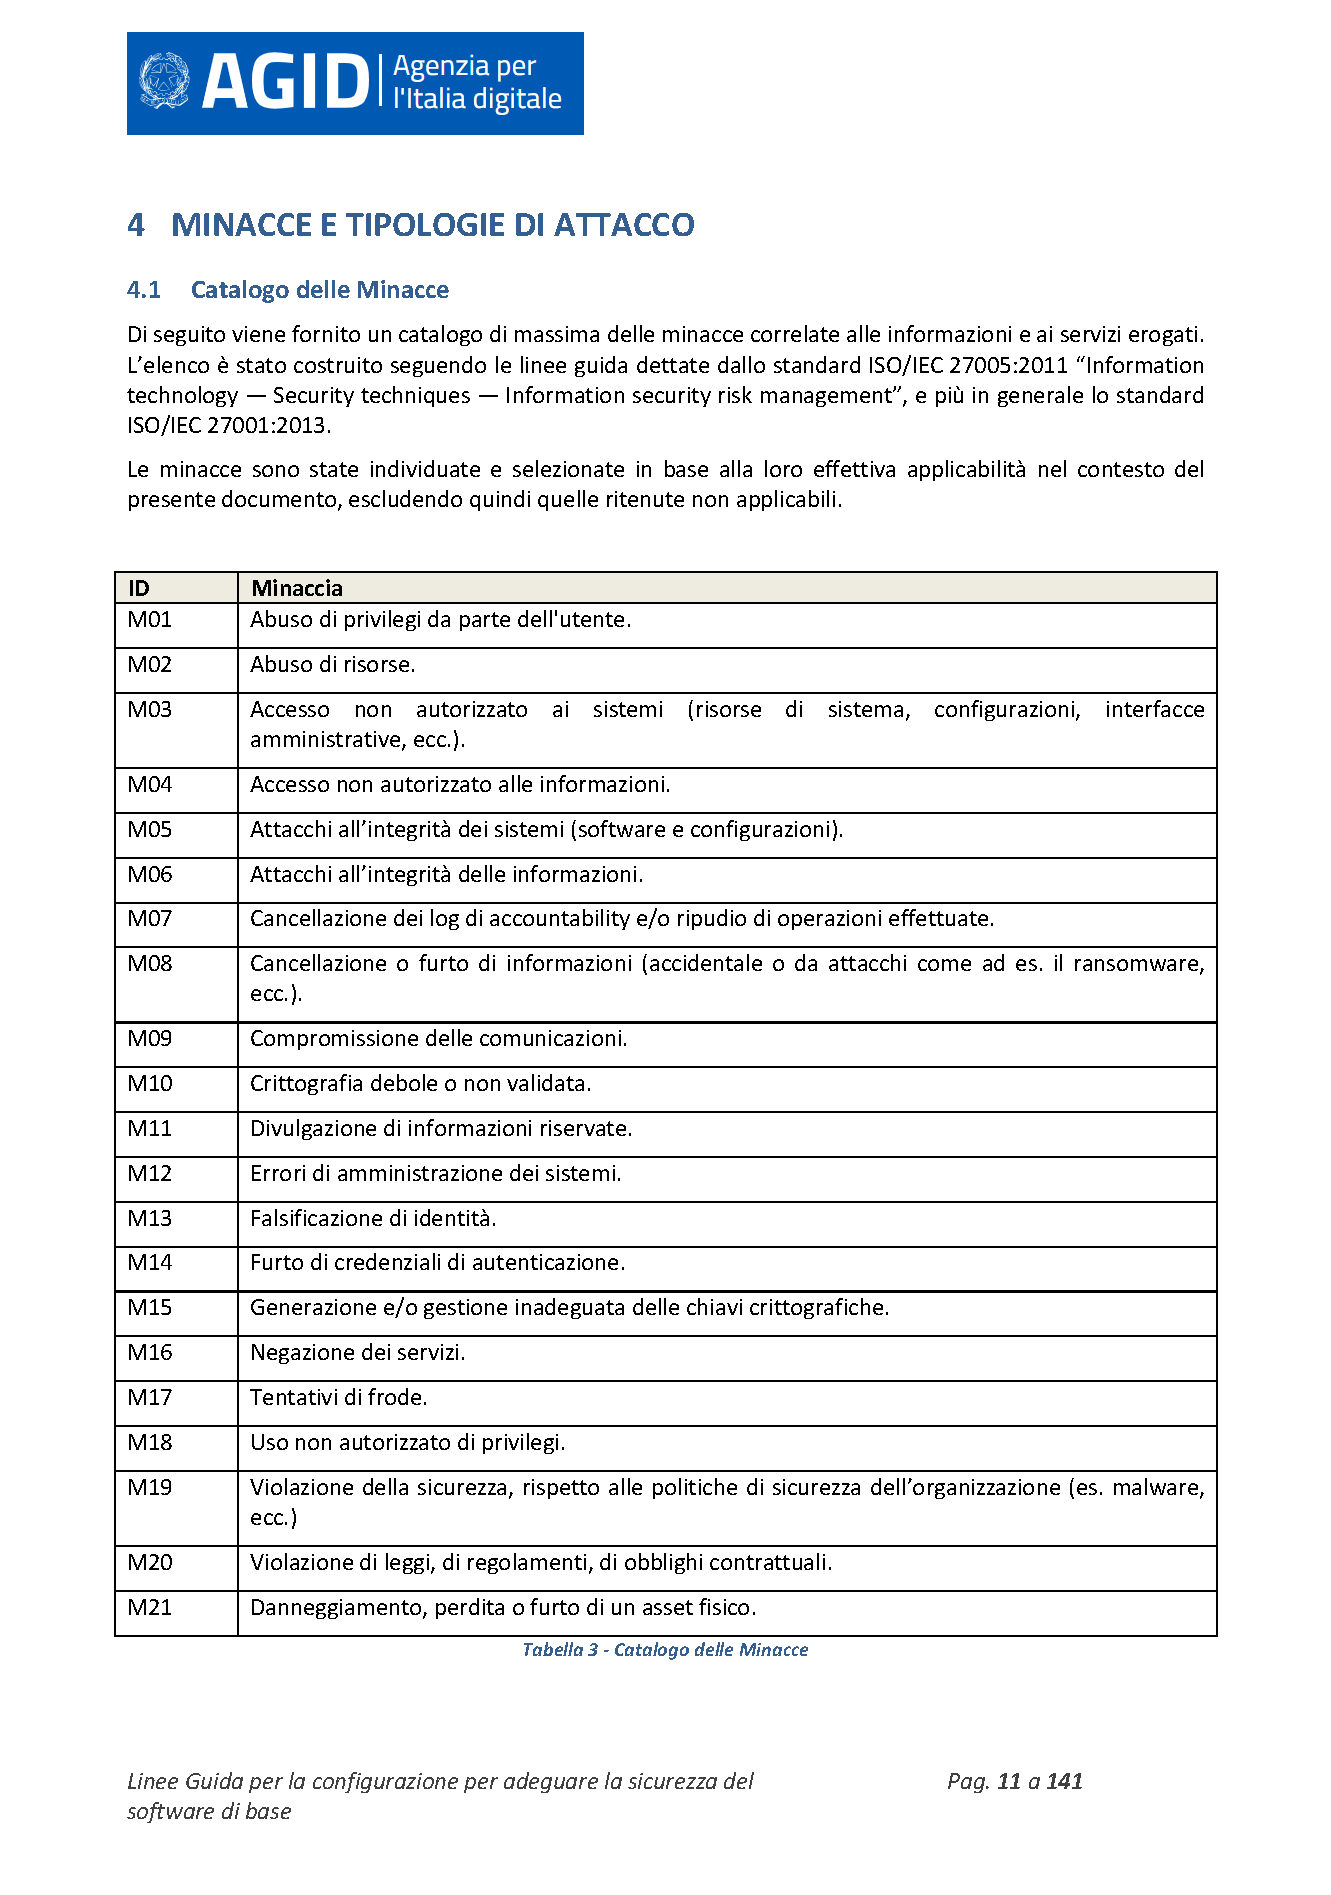 AGID
Agenzia per
l'Italia digitale
4 MINACCE E TIPOLOGIE DI ATTACCO
4.1 Catalogo delle Minacce
Di seguito viene fornito un catalogo di massima delle minacce correlate alle informazioni e ai servizi erogati.
L’elenco è stato costruito seguendo le linee guida dettate dallo standard ISO/IEC 27005:2011 “Information
technology — Security techniques — Information security risk management”, e più in generale lo standard
ISO/IEC 27001:2013.
Le minacce sono state individuate e selezionate in base alla loro effettiva applicabilità nel contesto del
presente documento, escludendo quindi quelle ritenute non applicabili.
ID Minaccia
M01 Abuso di privilegi da parte dell'utente.
M02 Abuso di risorse.
M03 Accesso non autorizzato ai sistemi (risorse di sistema, configurazioni, interfacce
amministrative, ecc.).
M04 Accesso non autorizzato alle informazioni.
M05 Attacchi all’integrità dei sistemi (software e configurazioni).
M06 Attacchi all’integrità delle informazioni.
M07 Cancellazione dei log di accountability e/o ripudio di operazioni effettuate.
M08 Cancellazione o furto di informazioni (accidentale o da attacchi come ad es. il ransomware,
ecc.).
M09 Compromissione delle comunicazioni.
M10 Crittografia debole o non validata.
M11 Divulgazione di informazioni riservate.
M12 Errori di amministrazione dei sistemi.
M13 Falsificazione di identità.
M14 Furto di credenziali di autenticazione.
M15 Generazione e/o gestione inadeguata delle chiavi crittografiche.
M16 Negazione dei servizi.
M17 Tentativi di frode.
M18 Uso non autorizzato di privilegi.
M19 Violazione della sicurezza, rispetto alle politiche di sicurezza dell’organizzazione (es. malware,
ecc.)
M20 Violazione di leggi, di regolamenti, di obblighi contrattuali.
M21 Danneggiamento, perdita o furto di un asset fisico.
Tabella 3 - Catalogo delle Minacce
Linee Guida per la configurazione per adeguare la sicurezza del Pag. 11 a 141
software di base